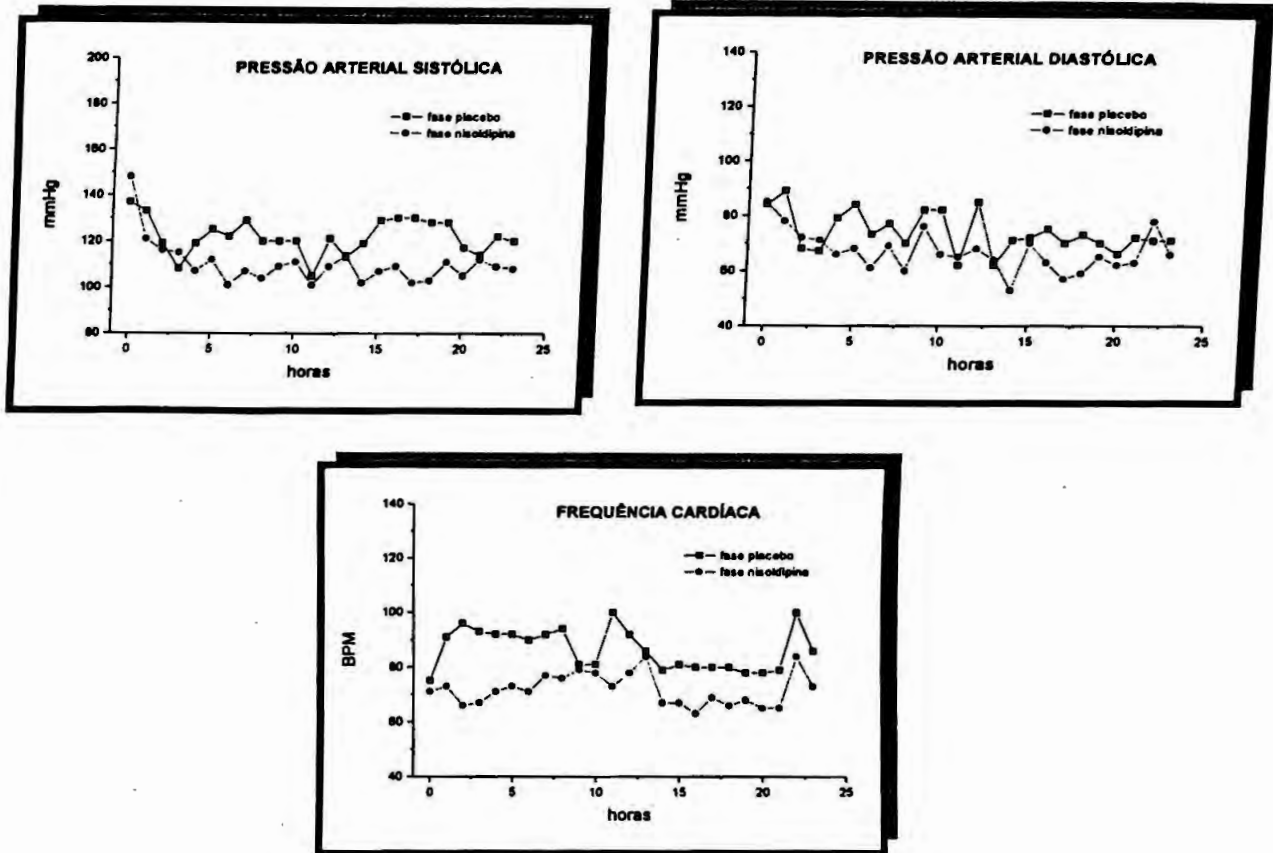 PRESSÃO ARTERIAL SISTÓLICA
fase placebo
fase nisoldipina
mmHg
200
180
160
140
120
100
80
0 5 10 15 20 25
horas
PRESSÃO ARTERIAL DIASTÓLICA
fase placebo
fase nisoldipina
mmHg
140
120
100
80
60
40
0 5 10 15 20 25
horas
FREQUÊNCIA CARDÍACA
fase placebo
fase nisoldipina
BPM
140
120
100
80
60
40
0 5 10 15 20 25
horas